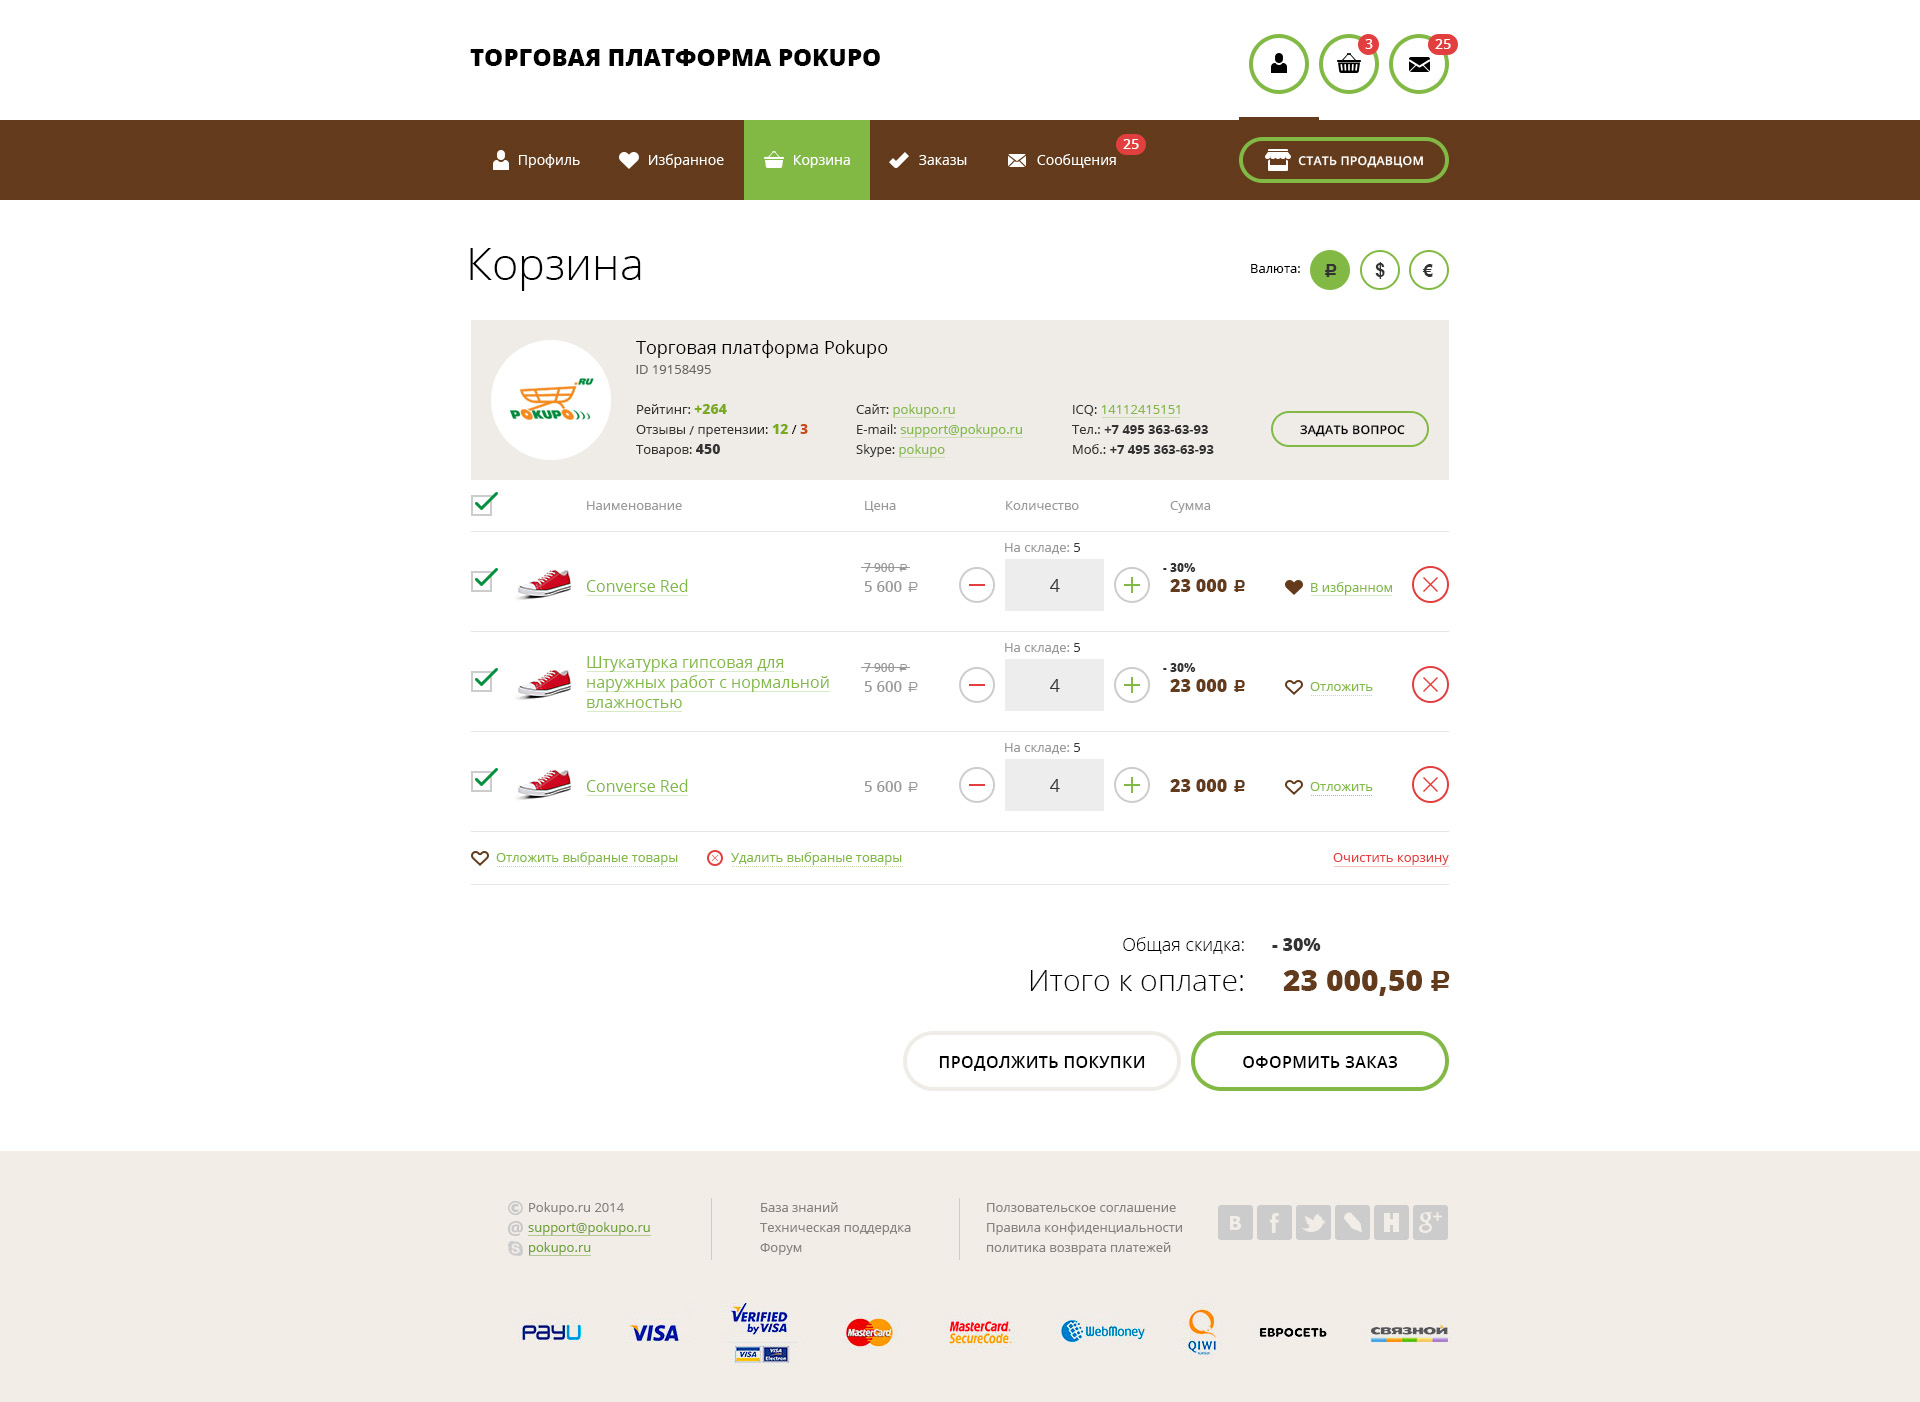 ТОРГОВАЯ ПЛАТФОРМА POKUPO
3
25
Профиль
Избранное
Корзина
Заказы
Сообщения
25
СТАТЬ ПРОДАВЦОМ
Корзина
Валюта:
₽
$
€
.RU
POKUPO
Торговая платформа Pokupo
ID 19158495
Рейтинг: +264
Отзывы / претензии: 12 / 3
Товаров: 450
Сайт: pokupo.ru
E-mail: support@pokupo.ru
Skype: pokupo
ICQ: 14112415151
Тел.: +7 495 363-63-93
Моб.: +7 495 363-63-93
ЗАДАТЬ ВОПРОС
Наименование
Цена
Количество
Сумма
Converse Red
7 900 ₽
5 600 ₽
На складе: 5
4
- 30%
23 000 ₽
В избранном
Штукатурка гипсовая для
наружных работ с нормальной
влажностью
7 900 ₽
5 600 ₽
На складе: 5
4
- 30%
23 000 ₽
Отложить
Converse Red
5 600 ₽
На складе: 5
4
23 000 ₽
Отложить
Отложить выбраные товары
Удалить выбраные товары
Очистить корзину
Общая скидка: - 30%
Итого к оплате: 23 000,50 ₽
ПРОДОЛЖИТЬ ПОКУПКИ
ОФОРМИТЬ ЗАКАЗ
© Pokupo.ru 2014
@ support@pokupo.ru
pokupo.ru
База знаний
Техническая поддердка
Форум
Ползовательское соглашение
Правила конфиденциальности
политика возврата платежей
B
f
H
g+
PayU
VISA
VERIFIED
by VISA
VISA
VISA
Electron
MasterCard
MasterCard.
SecureCode.
WebMoney
QIWI
ЕВРОСЕТЬ
СВЯЗНОЙ